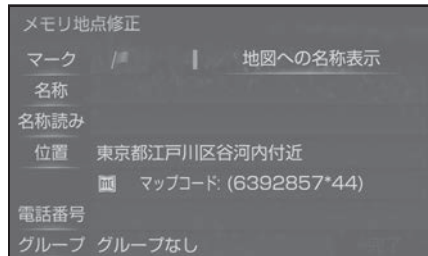 メモリ地点修正
マーク 地図への名称表示
名称
名称読み
位置 東京都江戸川区谷河内付近
マップコード: (6392857*44)
電話番号
グループ グループなし